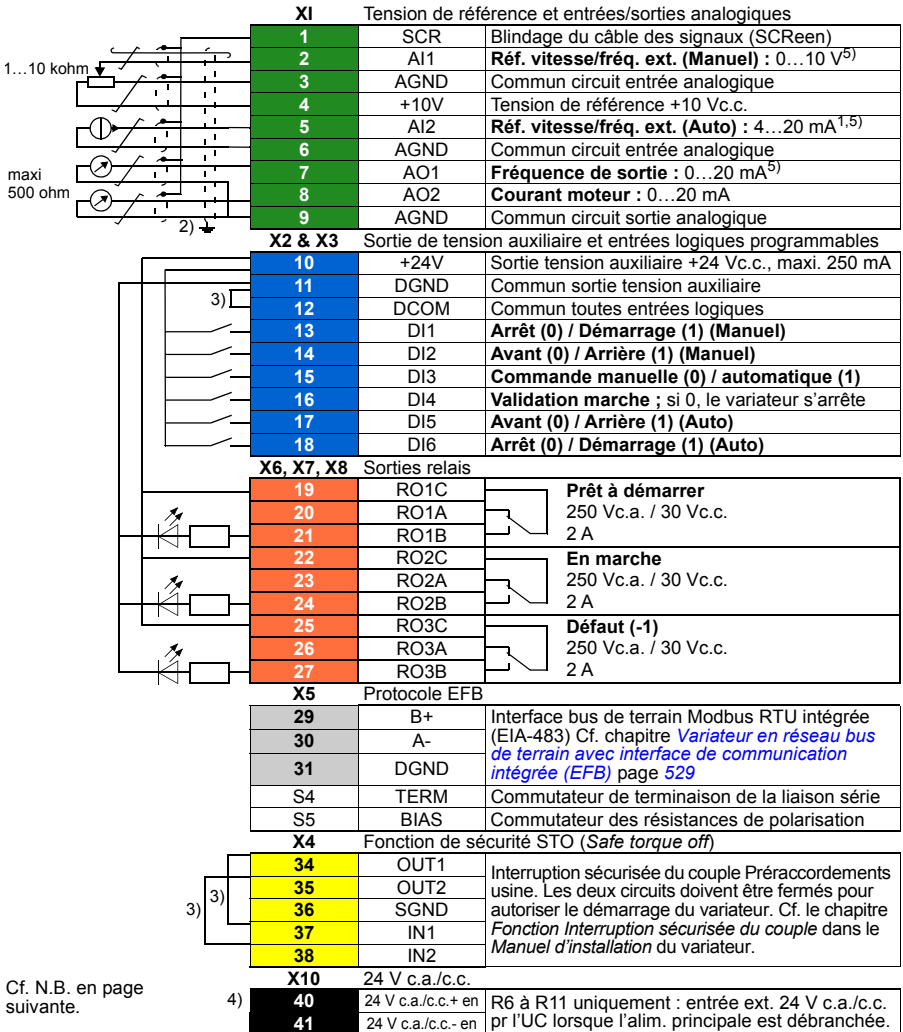 XI Tension de référence et entrées/sorties analogiques
1 SCR Blindage du câble des signaux (SCReen)
2 AI1 Réf. vitesse/fréq. ext. (Manuel) : 0…10 V5)
1…10 kohm
3 AGND Commun circuit entrée analogique
4 +10V Tension de référence +10 Vc.c.
5 AI2 Réf. vitesse/fréq. ext. (Auto) : 4…20 mA1,5)
6 AGND Commun circuit entrée analogique
7 AO1 Fréquence de sortie : 0…20 mA5)
maxi
500 ohm
8 AO2 Courant moteur : 0…20 mA
9 AGND Commun circuit sortie analogique
2)
X2 & X3 Sortie de tension auxiliaire et entrées logiques programmables
10 +24V Sortie tension auxiliaire +24 Vc.c., maxi. 250 mA
11 DGND Commun sortie tension auxiliaire
3)
12 DCOM Commun toutes entrées logiques
13 DI1 Arrêt (0) / Démarrage (1) (Manuel)
14 DI2 Avant (0) / Arrière (1) (Manuel)
15 DI3 Commande manuelle (0) / automatique (1)
16 DI4 Validation marche ; si 0, le variateur s’arrête
17 DI5 Avant (0) / Arrière (1) (Auto)
18 DI6 Arrêt (0) / Démarrage (1) (Auto)
X6, X7, X8 Sorties relais
19 RO1C Prêt à démarrer
20 RO1A 250 Vc.a. / 30 Vc.c.
21 RO1B 2 A
22 RO2C En marche
23 RO2A 250 Vc.a. / 30 Vc.c.
24 RO2B 2 A
25 RO3C Défaut (-1)
26 RO3A 250 Vc.a. / 30 Vc.c.
27 RO3B 2 A
X5 Protocole EFB
29 B+ Interface bus de terrain Modbus RTU intégrée
30 A- (EIA-483) Cf. chapitre Variateur en réseau bus
de terrain avec interface de communication
31 DGND intégrée (EFB) page 529
S4 TERM Commutateur de terminaison de la liaison série
S5 BIAS Commutateur des résistances de polarisation
X4 Fonction de sécurité STO (Safe torque off)
34 OUT1 Interruption sécurisée du couple Préraccordements
35 OUT2 usine. Les deux circuits doivent être fermés pour
3) 3) 36 SGND autoriser le démarrage du variateur. Cf. le chapitre
37 IN1 Fonction Interruption sécurisée du couple dans le
38 IN2 Manuel d’installation du variateur.
X10 24 V c.a./c.c.
Cf. N.B. en page
suivante.
4) 40 24 V c.a./c.c.+ en R6 à R11 uniquement : entrée ext. 24 V c.a./c.c.
41 24 V c.a./c.c.- en pr l’UC lorsque l’alim. principale est débranchée.